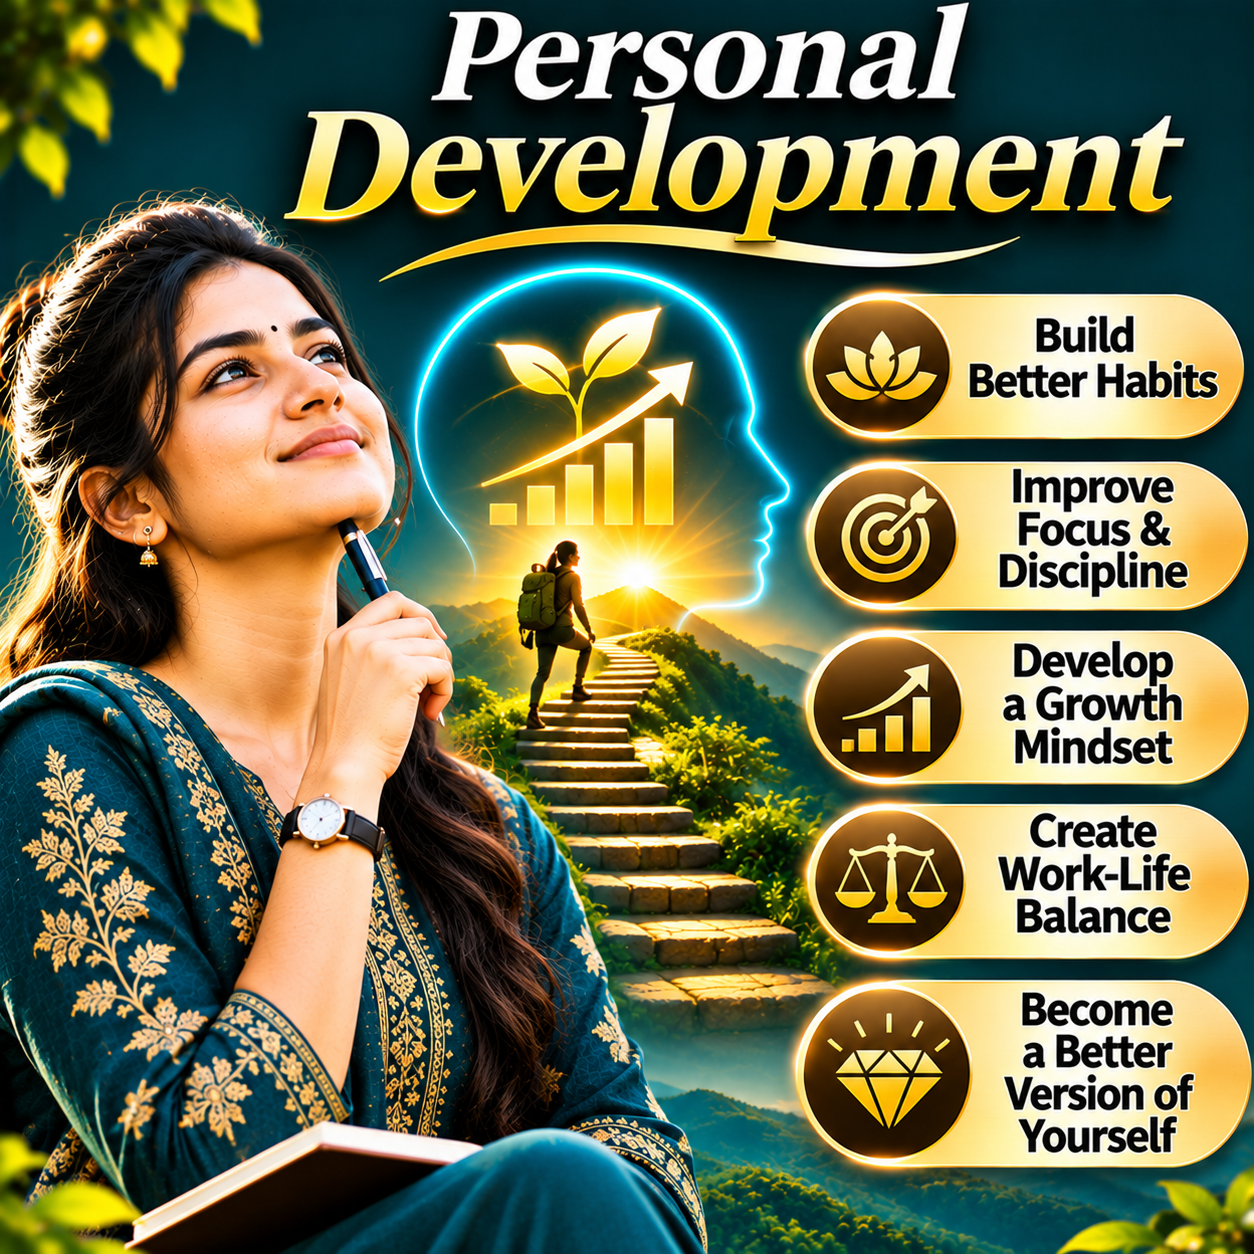 Personal
Development
Build
Better Habits
Improve
Focus &
Discipline
Develop
a Growth
Mindset
Create
Work-Life
Balance
Become
a Better
Version of
Yourself